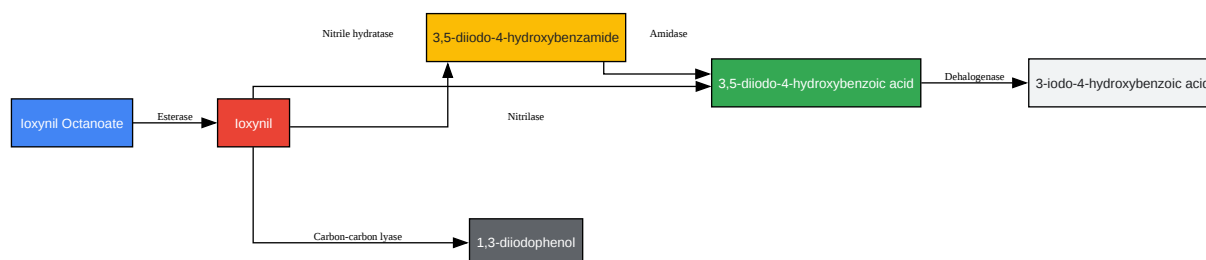 Nitrile hydratase
3,5-diiodo-4-hydroxybenzamide
Amidase
3,5-diiodo-4-hydroxybenzoic acid
Dehalogenase
3-iodo-4-hydroxybenzoic acid
Ioxynil Octanoate
Esterase
Ioxynil
Nitrilase
Carbon-carbon lyase
1,3-diiodophenol